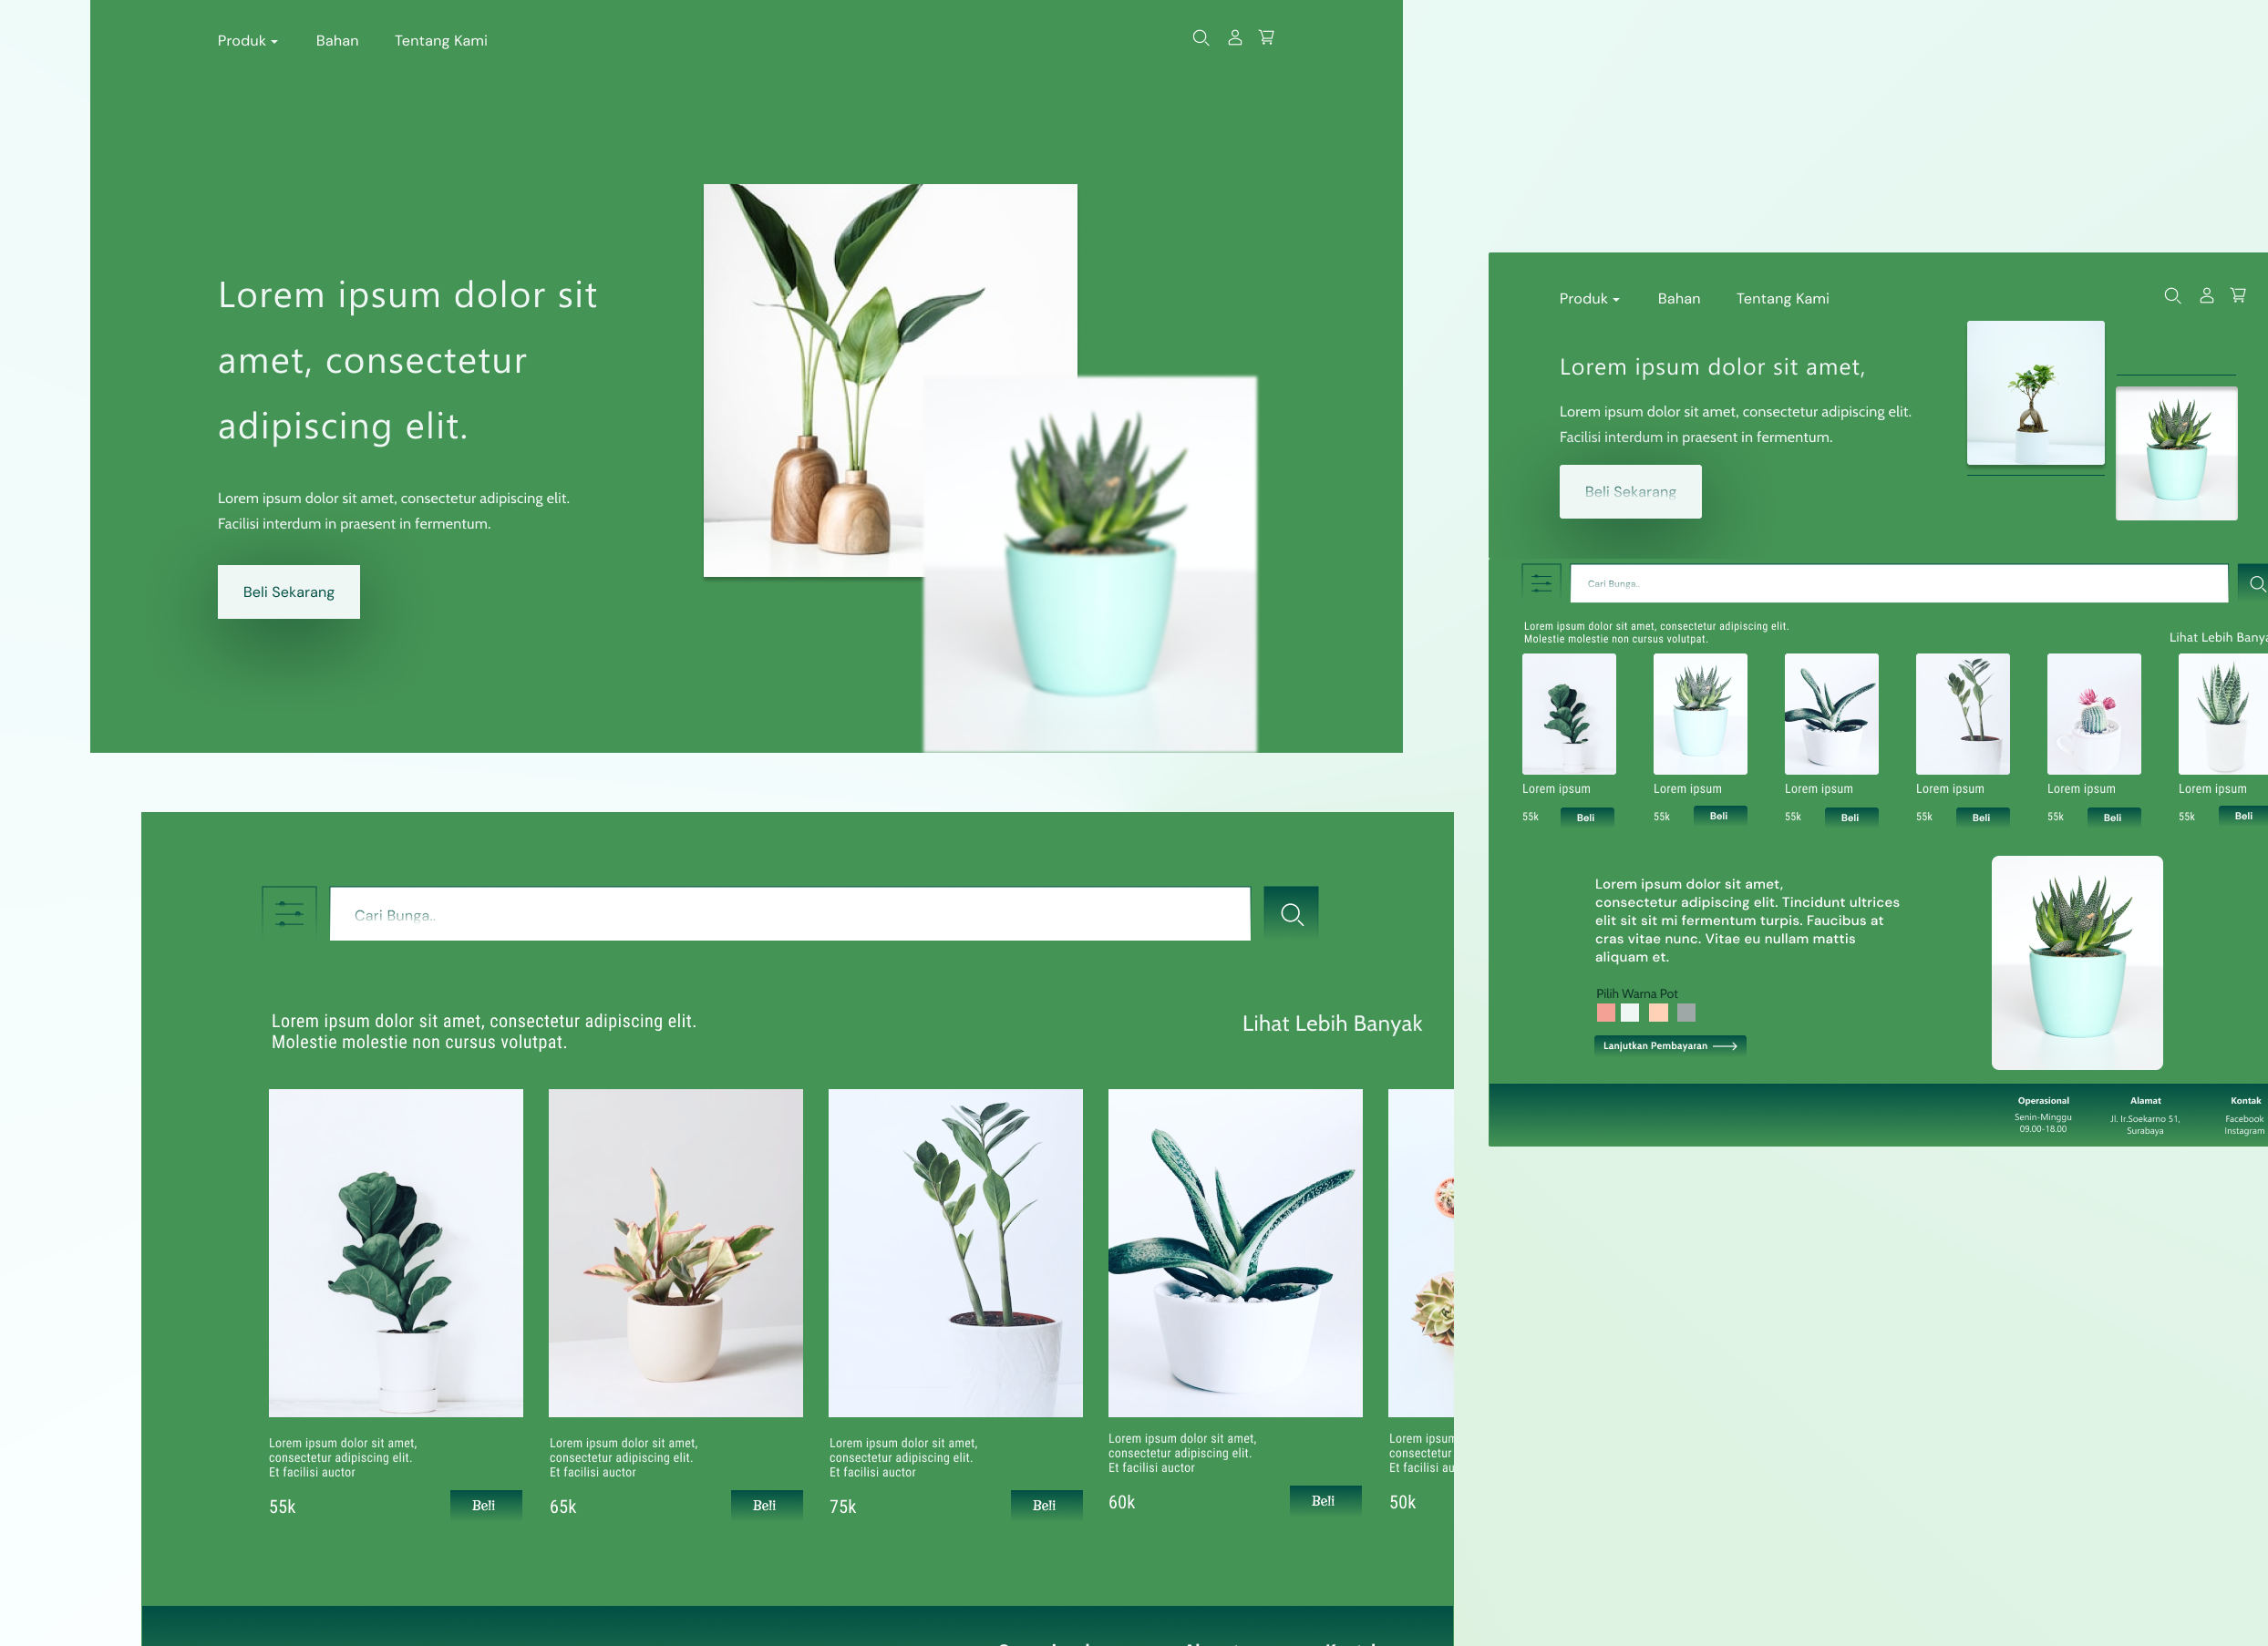 Produk
Bahan
Tentang Kami
Lorem ipsum dolor sit
amet, consectetur
adipiscing elit.
Lorem ipsum dolor sit amet, consectetur adipiscing elit.
Facilisi interdum in praesent in fermentum.
Beli Sekarang
Cari Bunga..
Lorem ipsum dolor sit amet, consectetur adipiscing elit.
Molestie molestie non cursus volutpat.
Lihat Lebih Banyak
Lorem ipsum dolor sit amet,
consectetur adipiscing elit.
Et facilisi auctor
55k
Beli
Lorem ipsum dolor sit amet,
consectetur adipiscing elit.
Et facilisi auctor
65k
Beli
Lorem ipsum dolor sit amet,
consectetur adipiscing elit.
Et facilisi auctor
75k
Beli
Lorem ipsum dolor sit amet,
consectetur adipiscing elit.
Et facilisi auctor
60k
Beli
Lorem ipsum
consectetur
Et facilisi au
50k
Produk
Bahan
Tentang Kami
Lorem ipsum dolor sit amet,
Lorem ipsum dolor sit amet, consectetur adipiscing elit.
Facilisi interdum in praesent in fermentum.
Beli Sekarang
Cari Bunga..
Lorem ipsum dolor sit amet, consectetur adipiscing elit.
Molestie molestie non cursus volutpat.
Lihat Lebih Banya
Lorem ipsum
55k
Beli
Lorem ipsum
55k
Beli
Lorem ipsum
55k
Beli
Lorem ipsum
55k
Beli
Lorem ipsum
55k
Beli
Lorem ipsum
55k
Beli
Lorem ipsum dolor sit amet,
consectetur adipiscing elit. Tincidunt ultrices
elit sit sit mi fermentum turpis. Faucibus at
cras vitae nunc. Vitae eu nullam mattis
aliquam et.
Pilih Warna Pot
Lanjutkan Pembayaran
Operasional
Senin-Minggu
09.00-18.00
Alamat
Jl. Ir.Soekarno 51,
Surabaya
Kontak
Facebook
Instagram